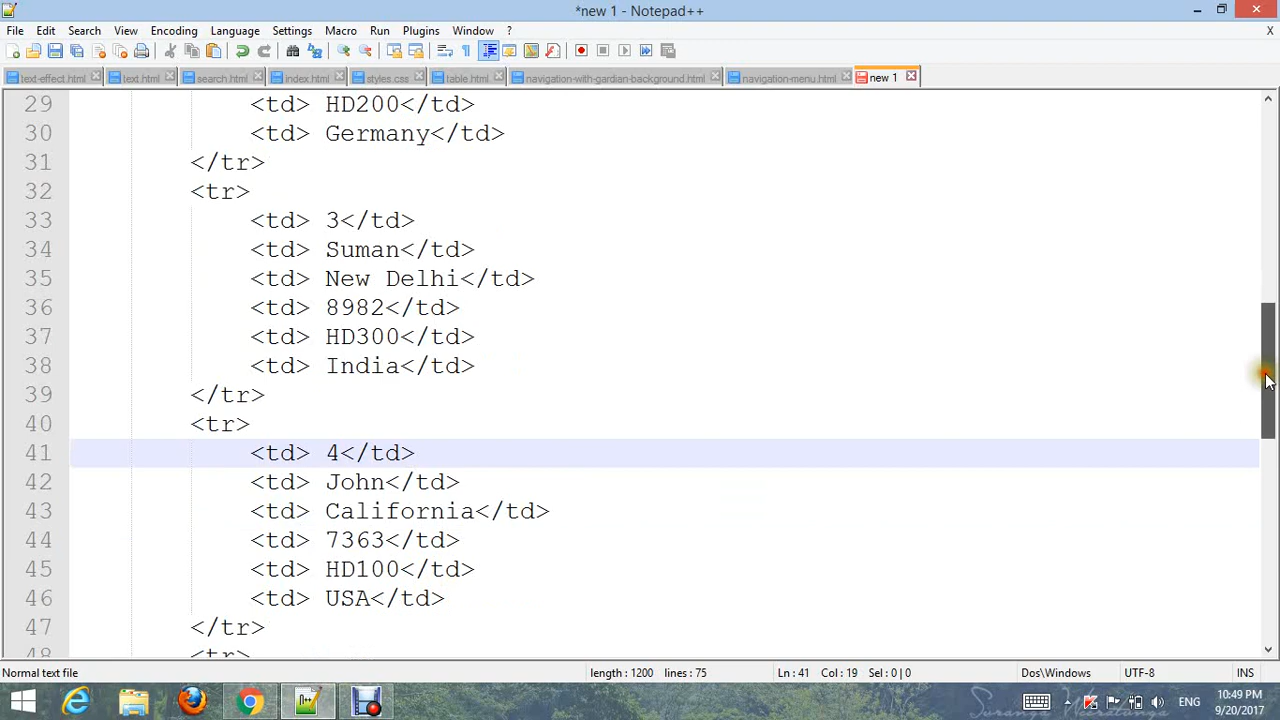 *new 1 - Notepad++
File Edit Search View Encoding Language Settings Macro Run Plugins Window ? X
text-effect.html text.html search.html index.html styles.css table.html navigation-with-gardian-background.html navigation-menu.html new 1
29 <td> HD200</td>
30 <td> Germany</td>
31 </tr>
32 <tr>
33 <td> 3</td>
34 <td> Suman</td>
35 <td> New Delhi</td>
36 <td> 8982</td>
37 <td> HD300</td>
38 <td> India</td>
39 </tr>
40 <tr>
41 <td> 4</td>
42 <td> John</td>
43 <td> California</td>
44 <td> 7363</td>
45 <td> HD100</td>
46 <td> USA</td>
47 </tr>
48 <tr>
Normal text file length : 1200 lines : 75 Ln : 41 Col : 19 Sel : 0 | 0 Dos\Windows UTF-8 INS
ENG 10:49 PM
9/20/2017
Suranga Weeratunga